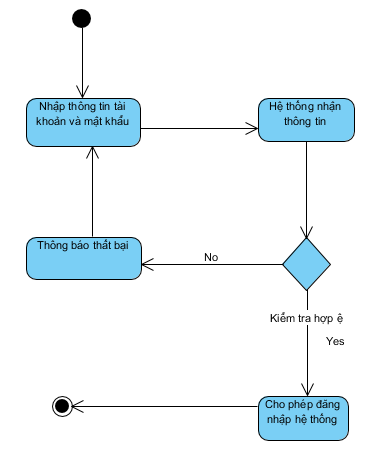 Nhập thông tin tài
khoản và mật khẩu
Hệ thống nhận
thông tin
Thông báo thất bại
No
Kiểm tra hợp ệ
Yes
Cho phép đăng
nhập hệ thống